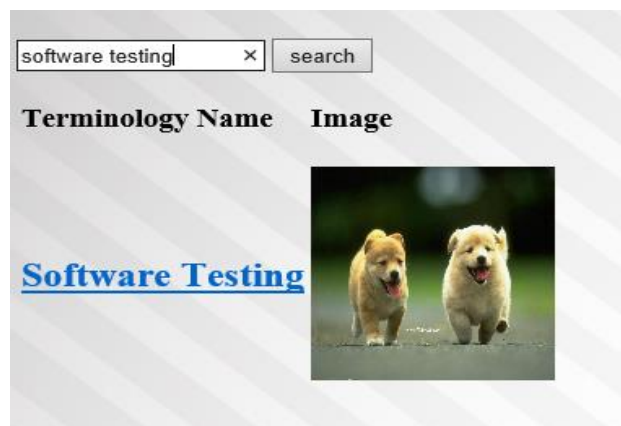 software testing × search
Terminology Name Image
Software Testing